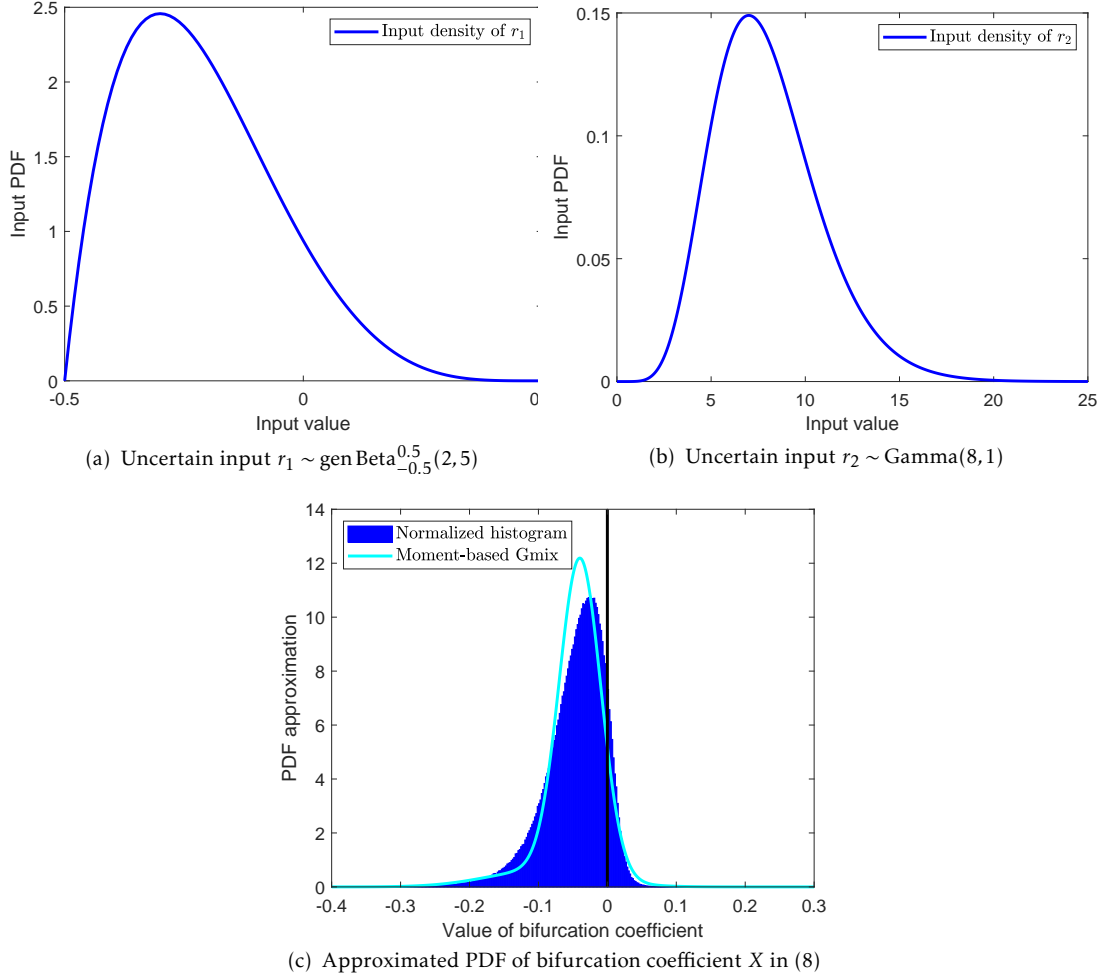 2.5
2
1.5
1
0.5
0
Input PDF
-0.5
0
0
Input value
Input density of r₁
(a) Uncertain input r₁ ∼ gen Beta^{0.5}_{−0.5}(2,5)
0.15
0.1
0.05
0
Input PDF
0
5
10
15
20
25
Input value
Input density of r₂
(b) Uncertain input r₂ ∼ Gamma(8,1)
14
12
10
8
6
4
2
0
PDF approximation
Normalized histogram
Moment-based Gmix
-0.4
-0.3
-0.2
-0.1
0
0.1
0.2
0.3
Value of bifurcation coefficient
(c) Approximated PDF of bifurcation coefficient X in (8)